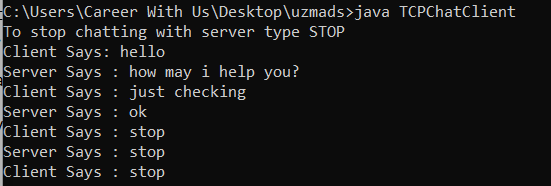 C:\Users\Career With Us\Desktop\uzmads>java TCPChatClient
To stop chatting with server type STOP
Client Says: hello
Server Says : how may i help you?
Client Says : just checking
Server Says : ok
Client Says : stop
Server Says : stop
Client Says : stop